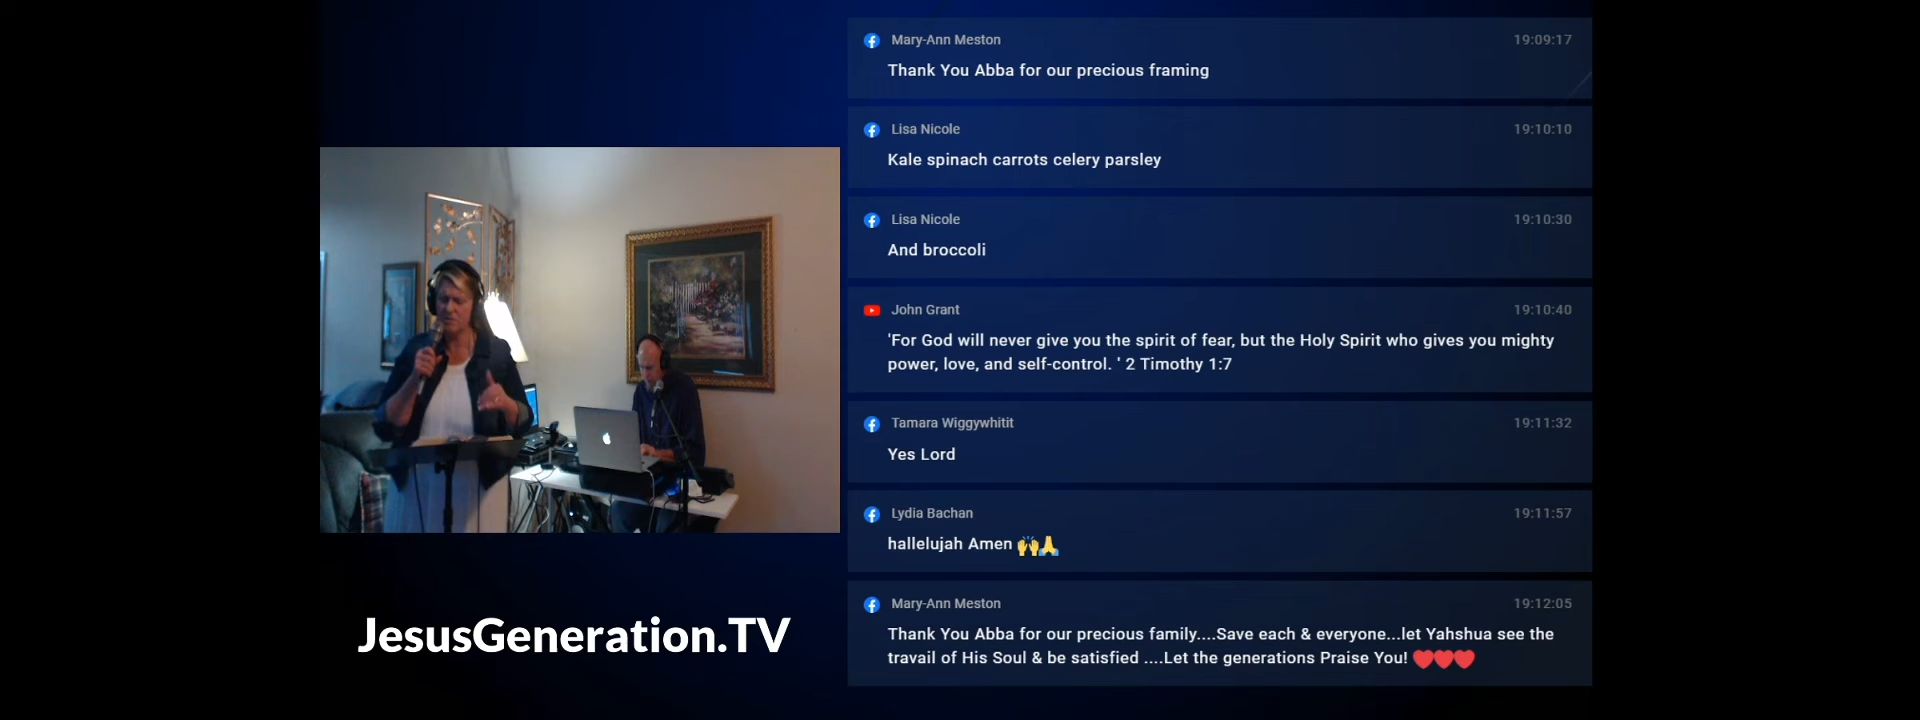 Mary-Ann Meston 19:09:17
Thank You Abba for our precious framing
Lisa Nicole 19:10:10
Kale spinach carrots celery parsley
Lisa Nicole 19:10:30
And broccoli
John Grant 19:10:40
'For God will never give you the spirit of fear, but the Holy Spirit who gives you mighty
power, love, and self-control. ' 2 Timothy 1:7
Tamara Wiggywhitit 19:11:32
Yes Lord
Lydia Bachan 19:11:57
hallelujah Amen 🙌🙏
Mary-Ann Meston 19:12:05
Thank You Abba for our precious family....Save each & everyone...let Yahshua see the
travail of His Soul & be satisfied ....Let the generations Praise You! ❤️❤️❤️
JesusGeneration.TV